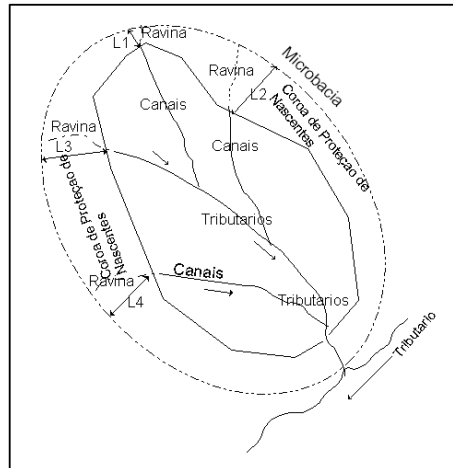 Ravina
L1
Microbacia
Ravina
L2
Coroa de Proteção de
Nascentes
Canais
Canais
Ravina
L3
Coroa de Proteção de
Nascentes
Tributarios
Ravina
Canais
L4
Tributarios
Tributario